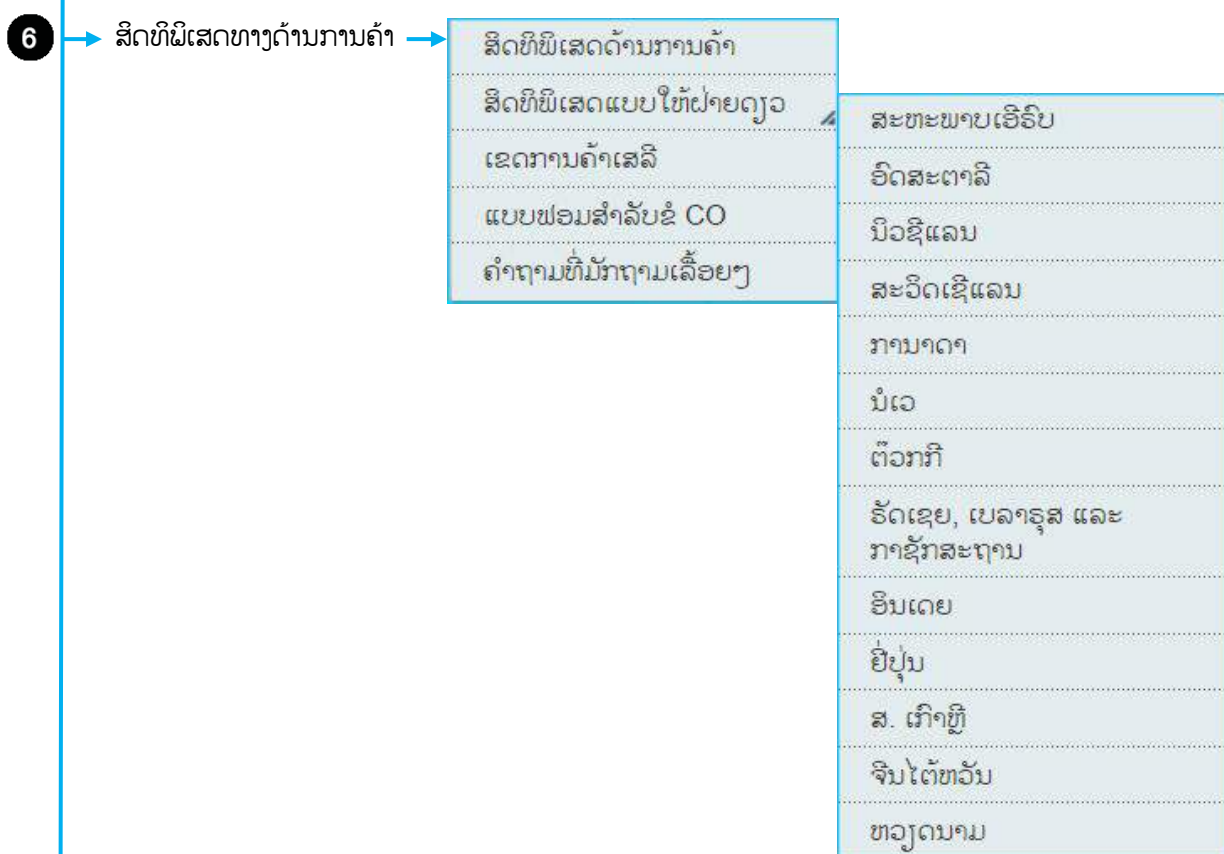 6
ສິດທິພິເສດທາງດ້ານການຄ້າ
ສິດທິພິເສດດ້ານການຄ້າ
ສິດທິພິເສດແບບໃຫ້ຝ່າຍດຽວ
ເຂດການຄ້າເສລີ
ແບບຟອມສຳລັບຂໍ CO
ຄຳຖາມທີ່ມັກຖາມເລື້ອຍໆ
ສະຫະພາບເອີຣົບ
ອົດສະຕາລີ
ນິວຊີແລນ
ສະວິດເຊີແລນ
ການາດາ
ນໍເວ
ຕ໊ວກກີ
ຣັດເຊຍ, ເບລາຣຸສ ແລະ
ກາຊັກສະຖານ
ອິນເດຍ
ຍີ່ປຸ່ນ
ສ. ເກົາຫຼີ
ຈີນໄຕ້ຫວັນ
ຫວຽດນາມ